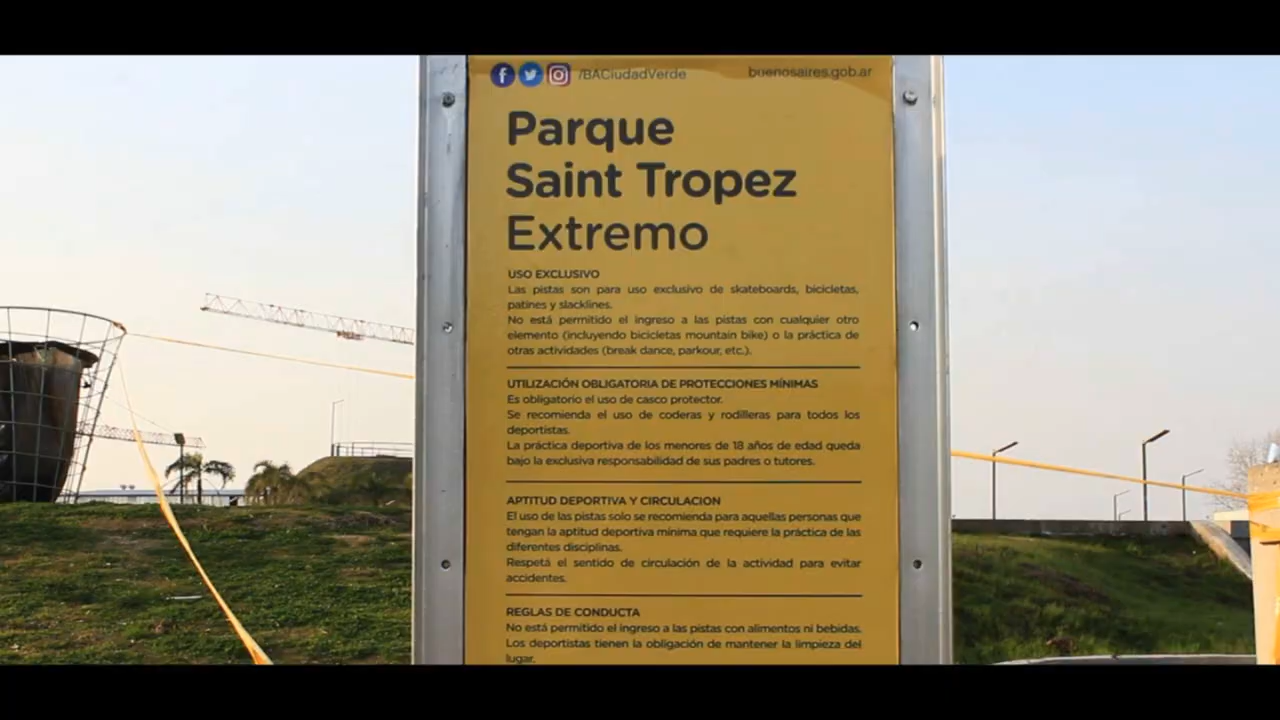 /BACiudadVerde buenosaires.gob.ar
Parque
Saint Tropez
Extremo
USO EXCLUSIVO
Las pistas son para uso exclusivo de skateboards, bicicletas,
patines y slacklines.
No está permitido el ingreso a las pistas con cualquier otro
elemento (incluyendo bicicletas mountain bike) o la práctica de
otras actividades (break dance, parkour, etc.).
UTILIZACIÓN OBLIGATORIA DE PROTECCIONES MÍNIMAS
Es obligatorio el uso de casco protector.
Se recomienda el uso de coderas y rodilleras para todos los
deportistas.
La práctica deportiva de los menores de 18 años de edad queda
bajo la exclusiva responsabilidad de sus padres o tutores.
APTITUD DEPORTIVA Y CIRCULACION
El uso de las pistas solo se recomienda para aquellas personas que
tengan la aptitud deportiva mínima que requiere la práctica de las
diferentes disciplinas.
Respetá el sentido de circulación de la actividad para evitar
accidentes.
REGLAS DE CONDUCTA
No está permitido el ingreso a las pistas con alimentos ni bebidas.
Los deportistas tienen la obligación de mantener la limpieza del
lugar.